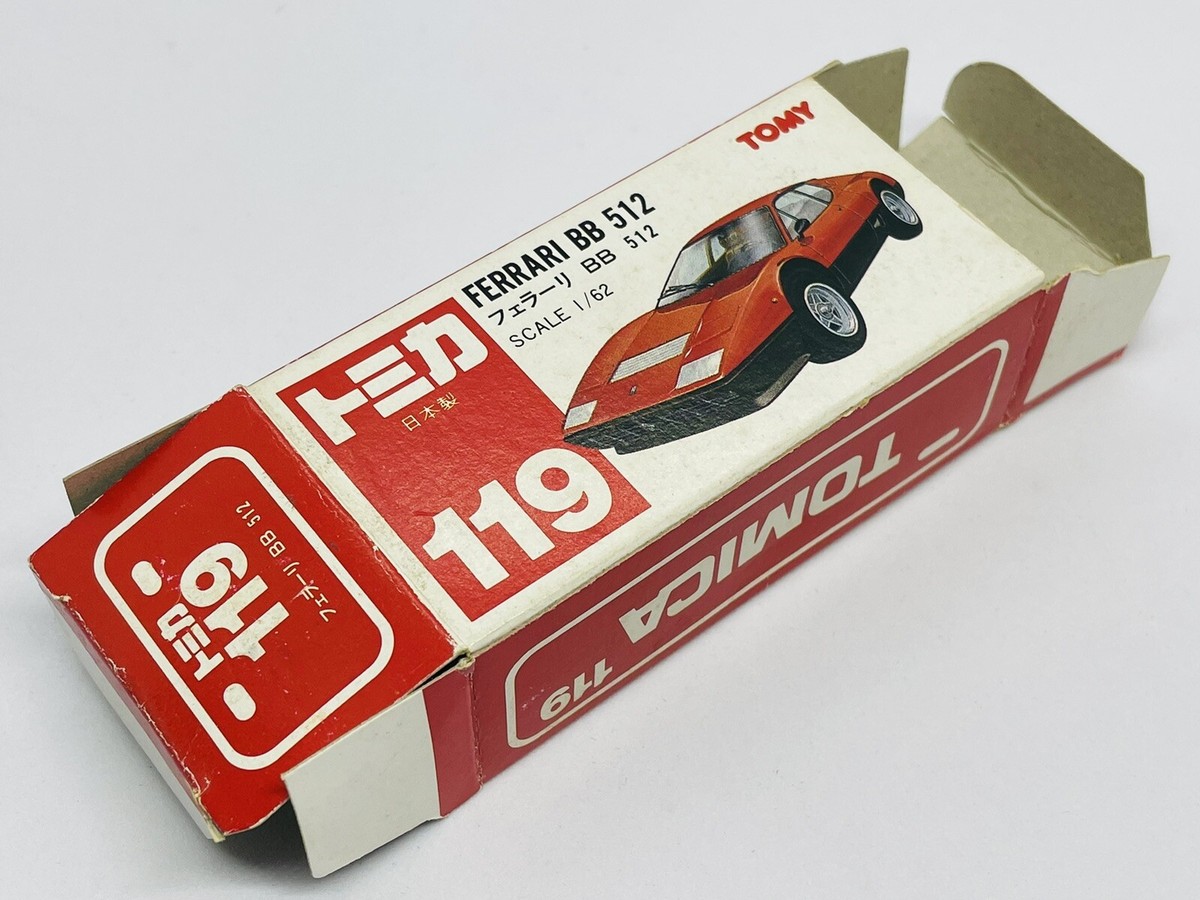 TOMY
FERRARI BB 512
フェラーリ BB 512
SCALE 1/62
トミカ
日本製
119
トミカ
119
フェラーリ BB 512
TOMICA 119